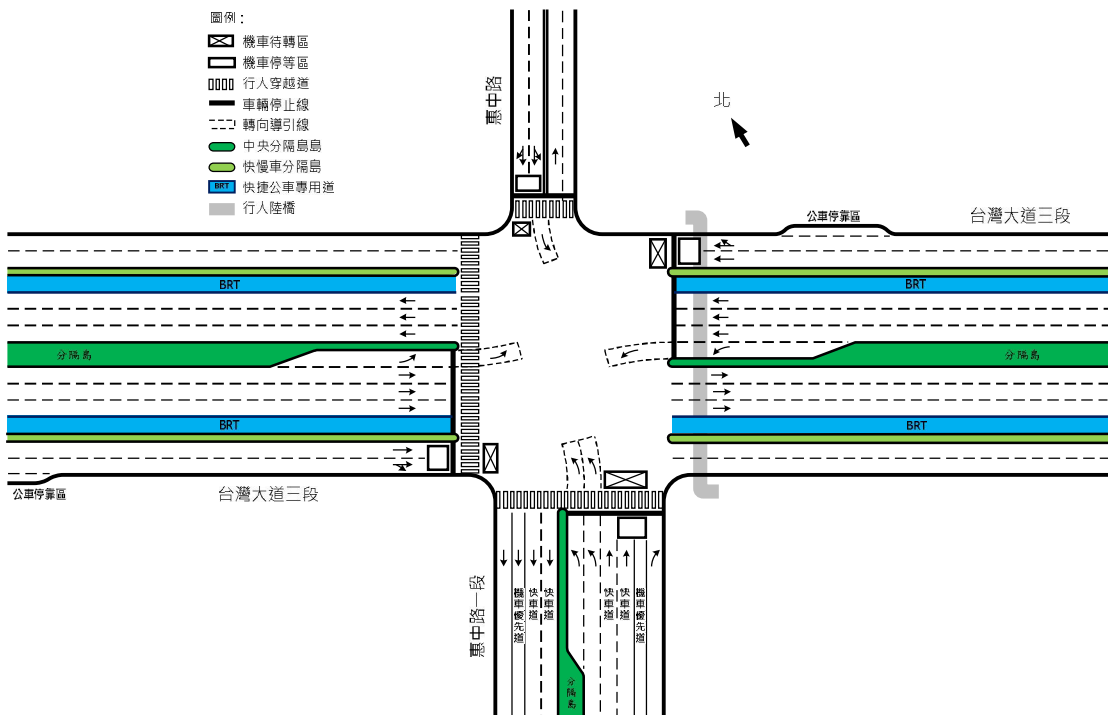 圖例：
機車待轉區
機車停等區
行人穿越道
車輛停止線
轉向導引線
中央分隔島島
快慢車分隔島
BRT 快捷公車專用道
行人陸橋
惠中路
北
公車停靠區
台灣大道三段
BRT
BRT
分隔島
分隔島
BRT
BRT
公車停靠區
台灣大道三段
惠中路一段
機車優先道
快車道
快車道
快車道
快車道
機車優先道
分隔島